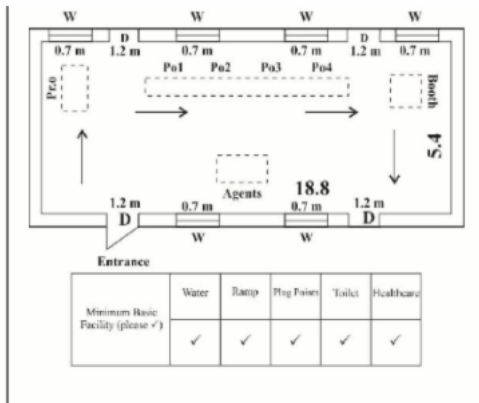 W W W W
D D
0.7 m 1.2 m 0.7 m 0.7 m 1.2 m 0.7 m
Po1 Po2 Po3 Po4
Pr.o
Booth
5.4
Agents
18.8
1.2 m 0.7 m 0.7 m 1.2 m
D D
W W
Entrance
Minimum Basic Water Ramp Plug Points Toilet Healthcare
Facility (please ✓) ✓ ✓ ✓ ✓ ✓